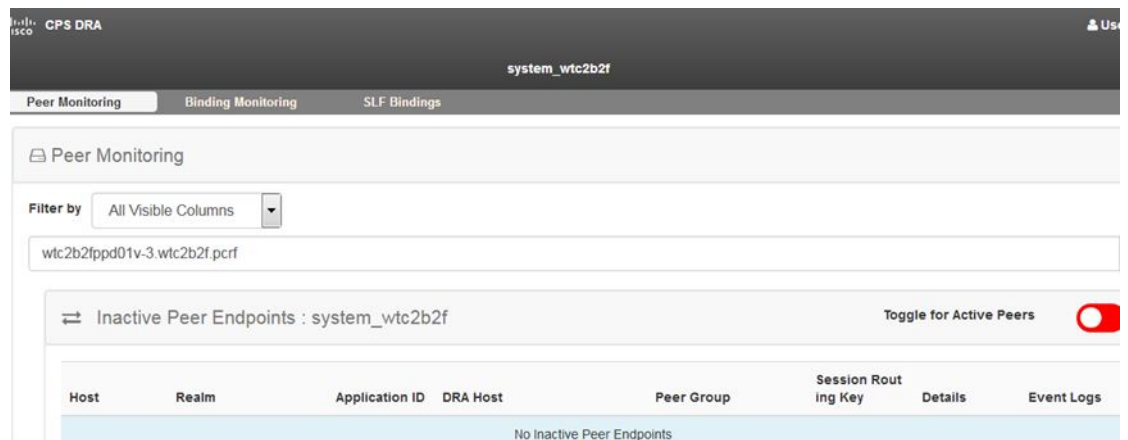 CPS DRA
system_wtc2b2f
Peer Monitoring Binding Monitoring SLF Bindings
Peer Monitoring
Filter by All Visible Columns
wtc2b2fppd01v-3.wtc2b2f.pcrf
Inactive Peer Endpoints : system_wtc2b2f Toggle for Active Peers
Host Realm Application ID DRA Host Peer Group Session Rout
ing Key Details Event Logs
No Inactive Peer Endpoints